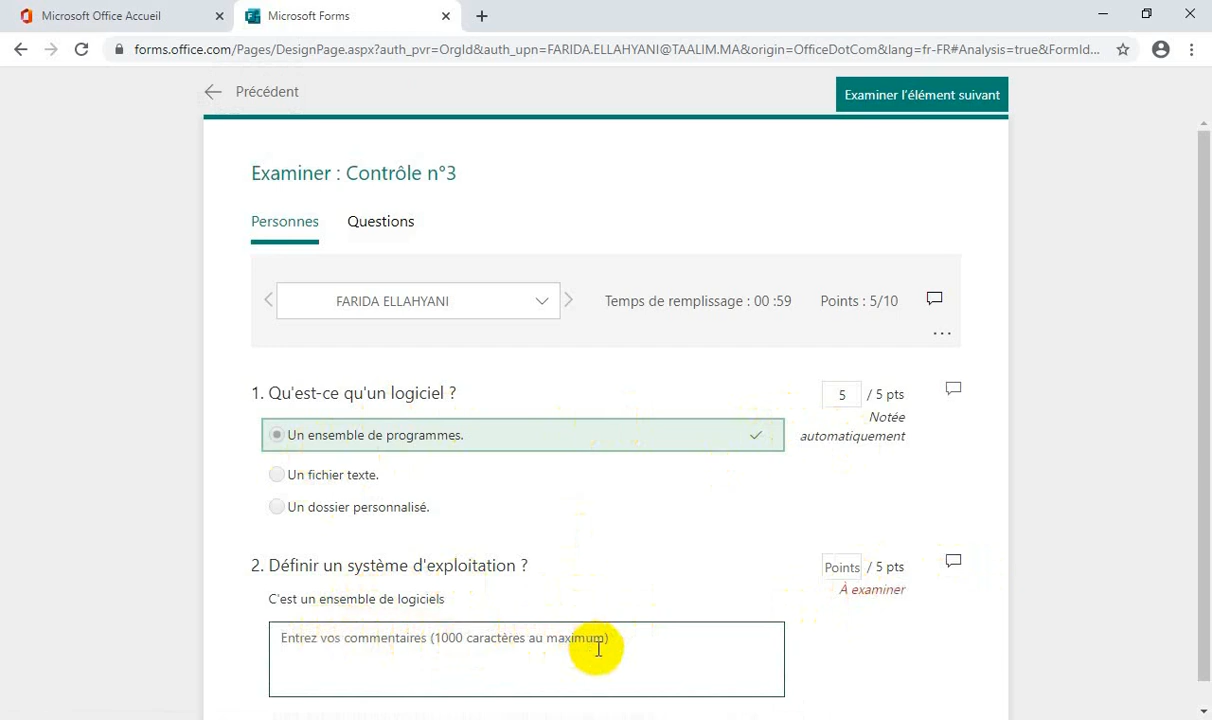 Microsoft Office Accueil
Microsoft Forms
forms.office.com/Pages/DesignPage.aspx?auth_pvr=OrgId&auth_upn=FARIDA.ELLAHYANI@TAALIM.MA&origin=OfficeDotCom&lang=fr-FR#Analysis=true&FormId...
Précédent
Examiner l'élément suivant
Examiner : Contrôle n°3
Personnes
Questions
FARIDA ELLAHYANI
Temps de remplissage : 00 :59
Points : 5/10
1. Qu'est-ce qu'un logiciel ?
5 / 5 pts
Notée
automatiquement
Un ensemble de programmes.
Un fichier texte.
Un dossier personnalisé.
2. Définir un système d'exploitation ?
Points / 5 pts
À examiner
C'est un ensemble de logiciels
Entrez vos commentaires (1000 caractères au maximum)